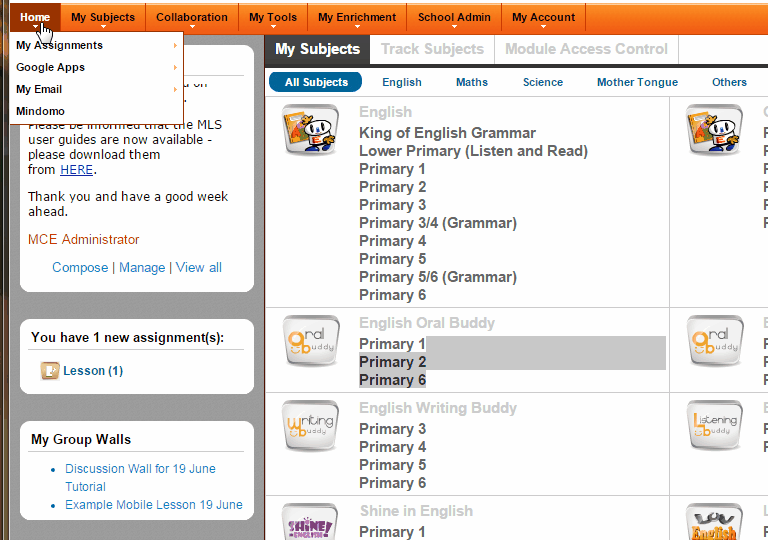 Home
My Subjects
Collaboration
My Tools
My Enrichment
School Admin
My Account
My Assignments
Google Apps
My Email
Mindomo
on
Please be informed that the MLS
user guides are now available -
please download them
from HERE.
Thank you and have a good week
ahead.
MCE Administrator
Compose | Manage | View all
You have 1 new assignment(s):
Lesson (1)
My Group Walls
Discussion Wall for 19 June
Tutorial
Example Mobile Lesson 19 June
My Subjects
Track Subjects
Module Access Control
All Subjects
English
Maths
Science
Mother Tongue
Others
English
King of English Grammar
Lower Primary (Listen and Read)
Primary 1
Primary 2
Primary 3
Primary 3/4 (Grammar)
Primary 4
Primary 5
Primary 5/6 (Grammar)
Primary 6
Oral
buddy
English Oral Buddy
Primary 1
Primary 2
Primary 6
Oral
buddy
Writing
buddy
English Writing Buddy
Primary 3
Primary 4
Primary 5
Primary 6
Listening
buddy
SHINE!
ENGLISH
Shine in English
Primary 1
English